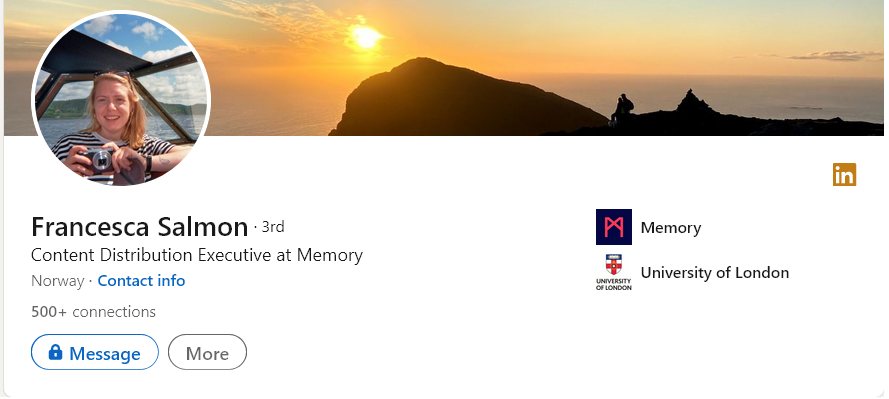 in
Francesca Salmon · 3rd
Content Distribution Executive at Memory
Norway · Contact info
500+ connections
Message
More
Memory
UNIVERSITY
OF LONDON
University of London